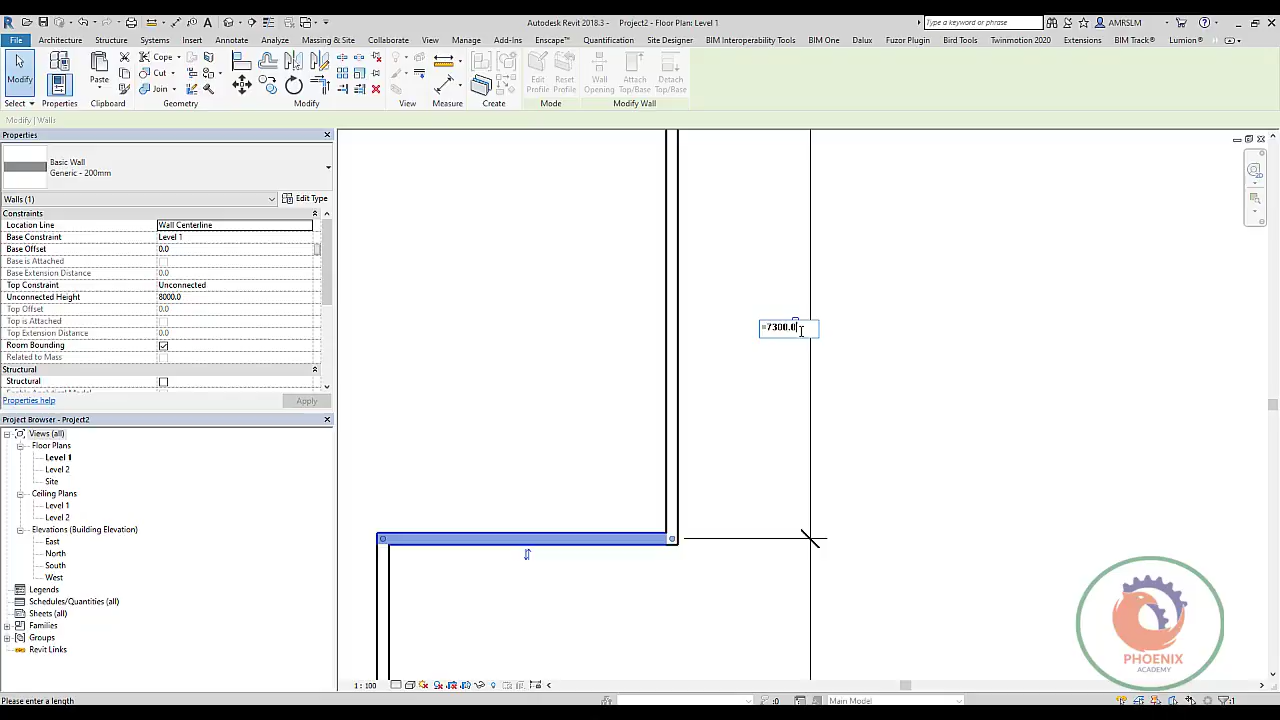 Autodesk Revit 2018.3 - Project2 - Floor Plan: Level 1
Type a keyword or phrase
AMRSLM
File Architecture Structure Systems Insert Annotate Analyze Massing & Site Collaborate View Manage Add-Ins Enscape™ Quantification Site Designer BIM Interoperability Tools BIM One Dalux Fuzor Plugin Bird Tools Twinmotion 2020 Extensions BIM Track® Lumion®
Modify
Select
Properties
Paste
Clipboard
Cope
Cut
Join
Geometry
Modify
View
Measure
Create
Edit
Profile
Reset
Profile
Mode
Wall
Opening
Attach
Top/Base
Detach
Top/Base
Modify Wall
Modify | Walls
Properties
Basic Wall
Generic - 200mm
Walls (1)
Edit Type
Constraints
Location Line Wall Centerline
Base Constraint Level 1
Base Offset 0.0
Base is Attached
Base Extension Distance 0.0
Top Constraint Unconnected
Unconnected Height 8000.0
Top Offset 0.0
Top is Attached
Top Extension Distance 0.0
Room Bounding
Related to Mass
Structural
Structural
Properties help
Apply
Project Browser - Project2
Views (all)
Floor Plans
Level 1
Level 2
Site
Ceiling Plans
Level 1
Level 2
Elevations (Building Elevation)
East
North
South
West
Legends
Schedules/Quantities (all)
Sheets (all)
Families
Groups
Revit Links
=7300.0
PHOENIX
ACADEMY
1 : 100
Please enter a length
:0
Main Model
:1